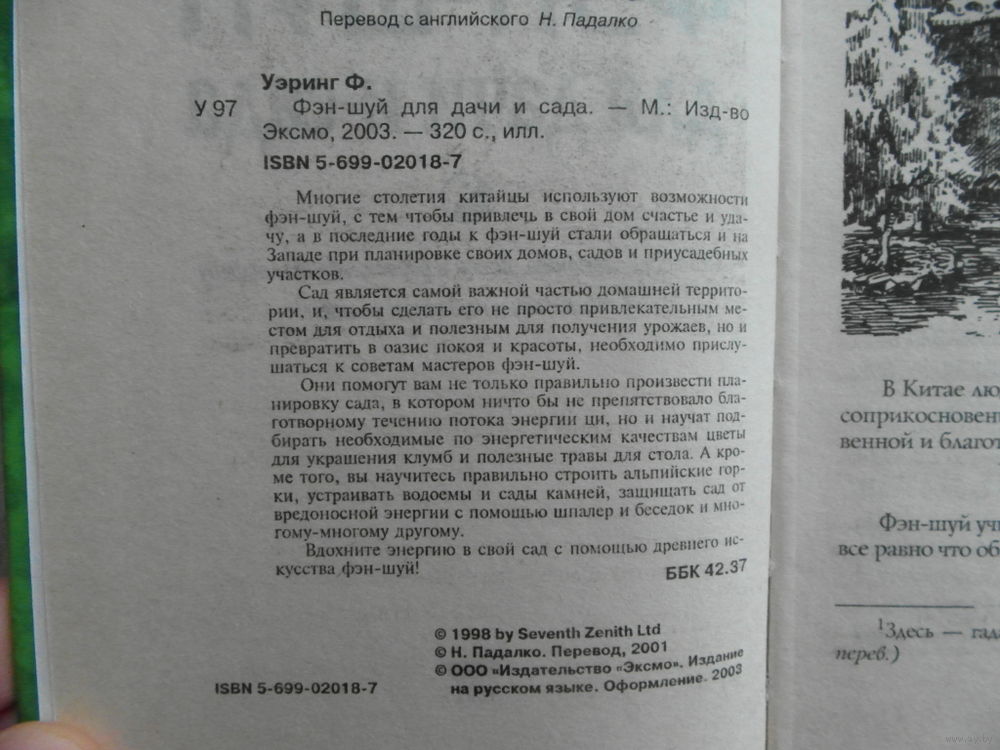 Перевод с английского Н. Падалко
Уэринг Ф.
У 97 Фэн-шуй для дачи и сада. — М.: Изд-во
Эксмо, 2003. — 320 с., илл.
ISBN 5-699-02018-7
Многие столетия китайцы используют возможности
фэн-шуй, с тем чтобы привлечь в свой дом счастье и уда-
чу, а в последние годы к фэн-шуй стали обращаться и на
Западе при планировке своих домов, садов и приусадебных
участков.
Сад является самой важной частью домашней террито-
рии, и, чтобы сделать его не просто привлекательным ме-
стом для отдыха и полезным для получения урожаев, но и
превратить в оазис покоя и красоты, необходимо прислу-
шаться к советам мастеров фэн-шуй.
Они помогут вам не только правильно произвести пла-
нировку сада, в котором ничто бы не препятствовало бла-
готворному течению потока энергии ци, но и научат под-
бирать необходимые по энергетическим качествам цветы
для украшения клумб и полезные травы для стола. А кро-
ме того, вы научитесь правильно строить альпийские гор-
ки, устраивать водоемы и сады камней, защищать сад от
вредоносной энергии с помощью шпалер и беседок и мно-
гому-многому другому.
Вдохните энергию в свой сад с помощью древнего ис-
кусства фэн-шуй!
ББК 42.37
© 1998 by Seventh Zenith Ltd
© Н. Падалко. Перевод, 2001
© ООО «Издательство «Эксмо». Издание
на русском языке. Оформление. 2003
ISBN 5-699-02018-7
В Китае лю
соприкосновен
венной и благот
Фэн-шуй уч
все равно что об
1Здесь — гад
перев.)